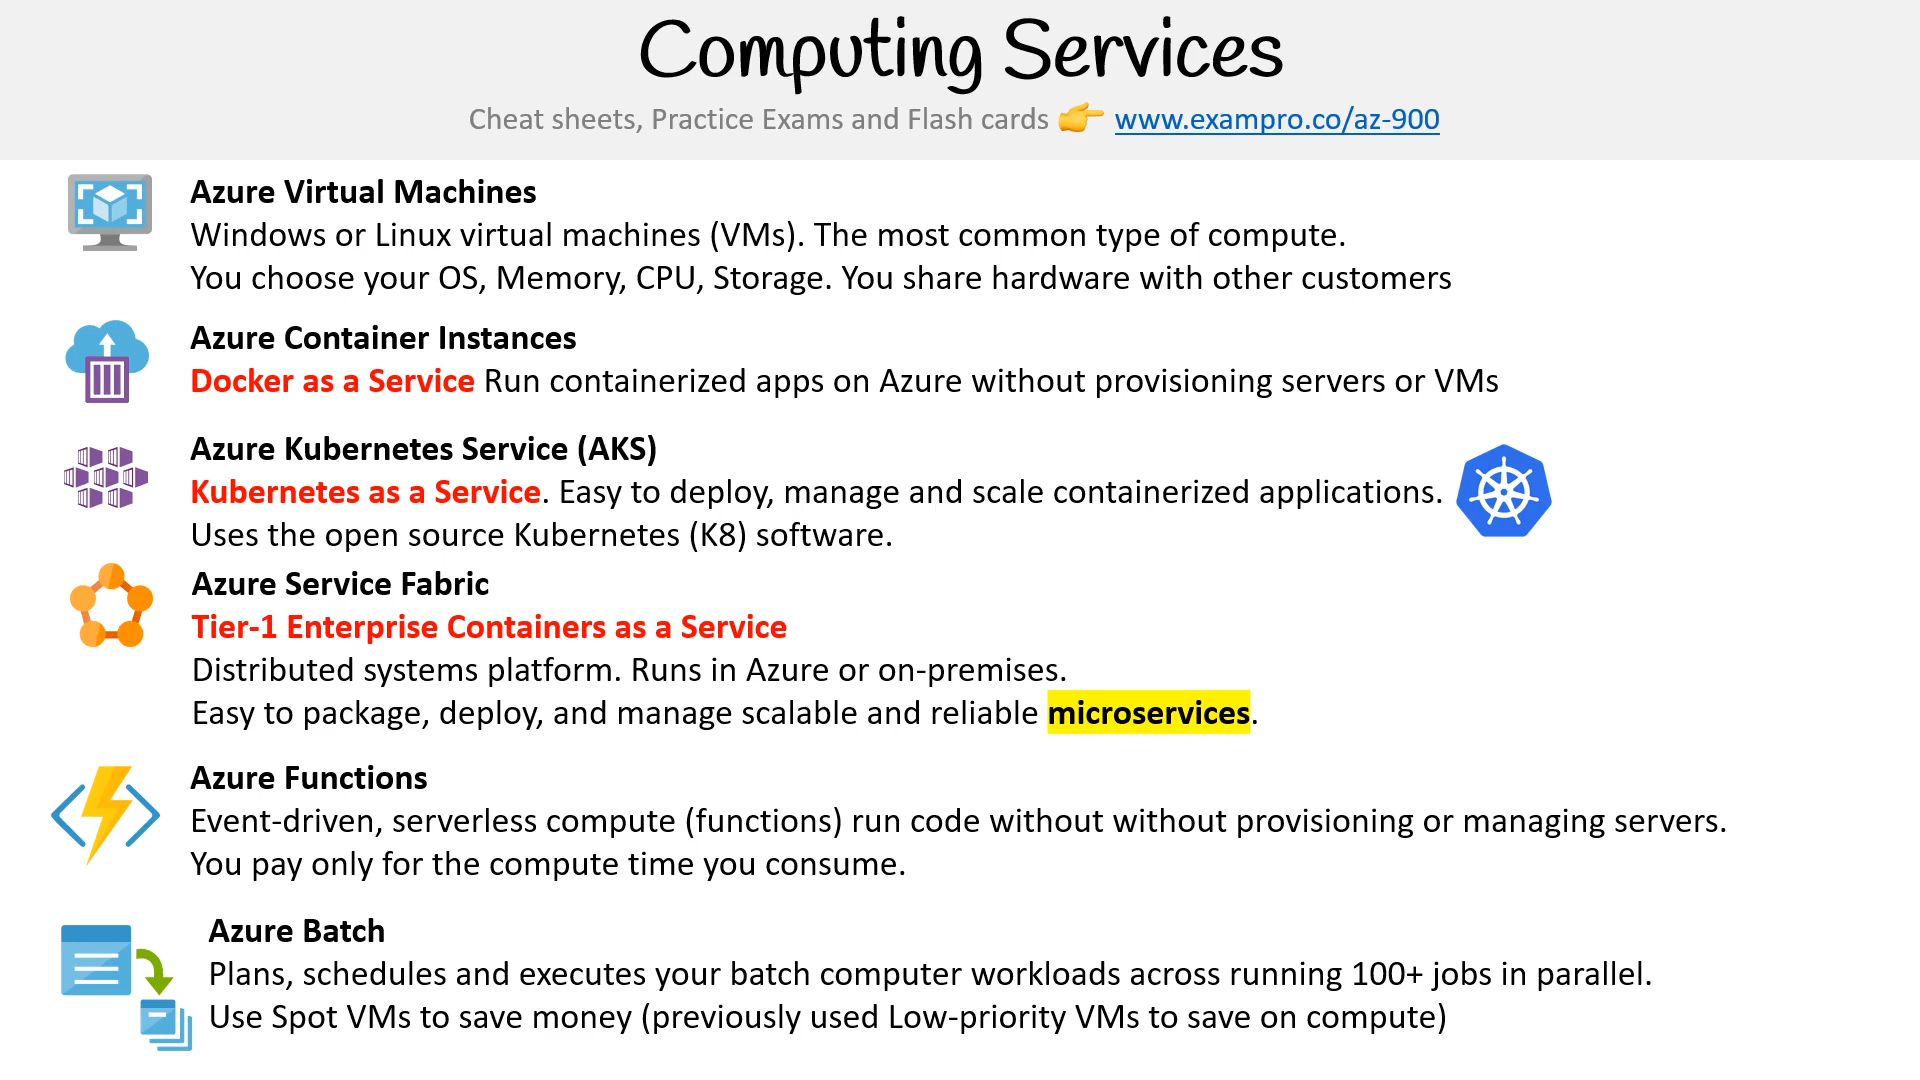 Computing Services
Cheat sheets, Practice Exams and Flash cards 👉 www.exampro.co/az-900
Azure Virtual Machines
Windows or Linux virtual machines (VMs). The most common type of compute.
You choose your OS, Memory, CPU, Storage. You share hardware with other customers
Azure Container Instances
Docker as a Service Run containerized apps on Azure without provisioning servers or VMs
Azure Kubernetes Service (AKS)
Kubernetes as a Service. Easy to deploy, manage and scale containerized applications.
Uses the open source Kubernetes (K8) software.
Azure Service Fabric
Tier-1 Enterprise Containers as a Service
Distributed systems platform. Runs in Azure or on-premises.
Easy to package, deploy, and manage scalable and reliable microservices.
Azure Functions
Event-driven, serverless compute (functions) run code without without provisioning or managing servers.
You pay only for the compute time you consume.
Azure Batch
Plans, schedules and executes your batch computer workloads across running 100+ jobs in parallel.
Use Spot VMs to save money (previously used Low-priority VMs to save on compute)